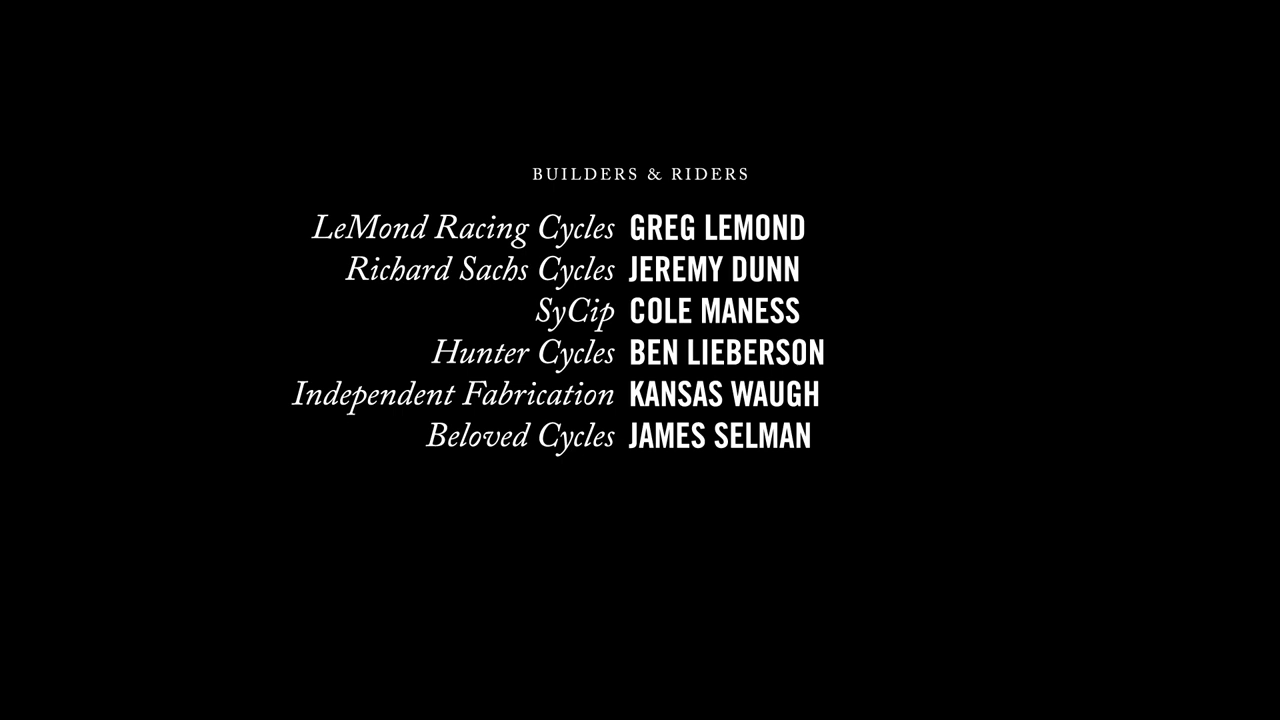 BUILDERS & RIDERS
LeMond Racing Cycles GREG LEMOND
Richard Sachs Cycles JEREMY DUNN
SyCip COLE MANESS
Hunter Cycles BEN LIEBERSON
Independent Fabrication KANSAS WAUGH
Beloved Cycles JAMES SELMAN